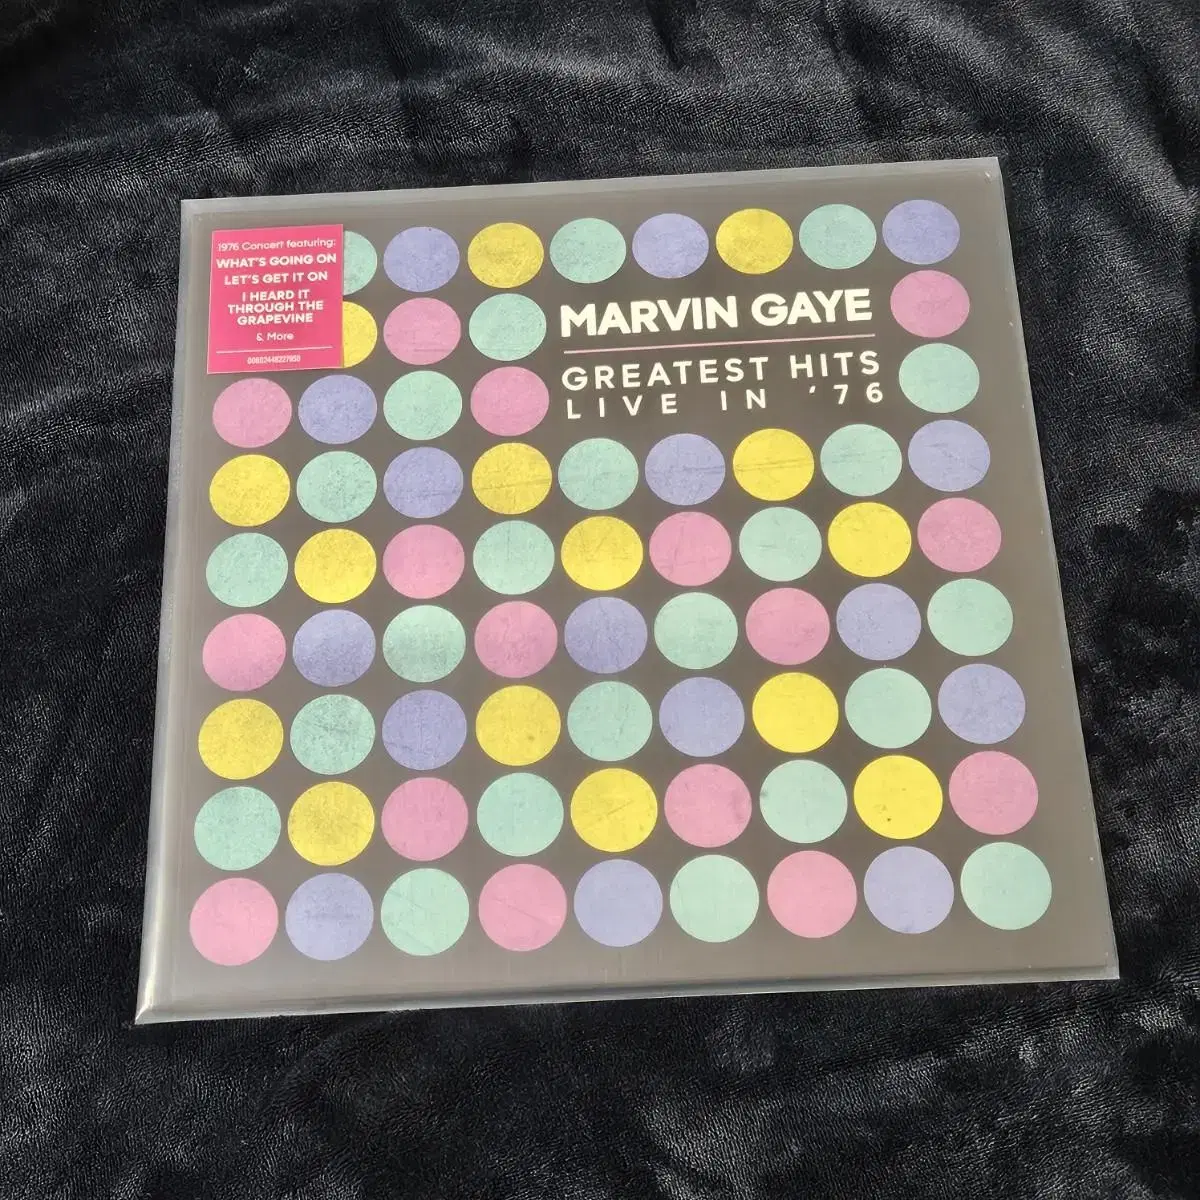 1976 Concert featuring:
WHAT'S GOING ON
LET'S GET IT ON
I HEARD IT
THROUGH THE
GRAPEVINE
& More
00602448227950
MARVIN GAYE
GREATEST HITS
LIVE IN '76